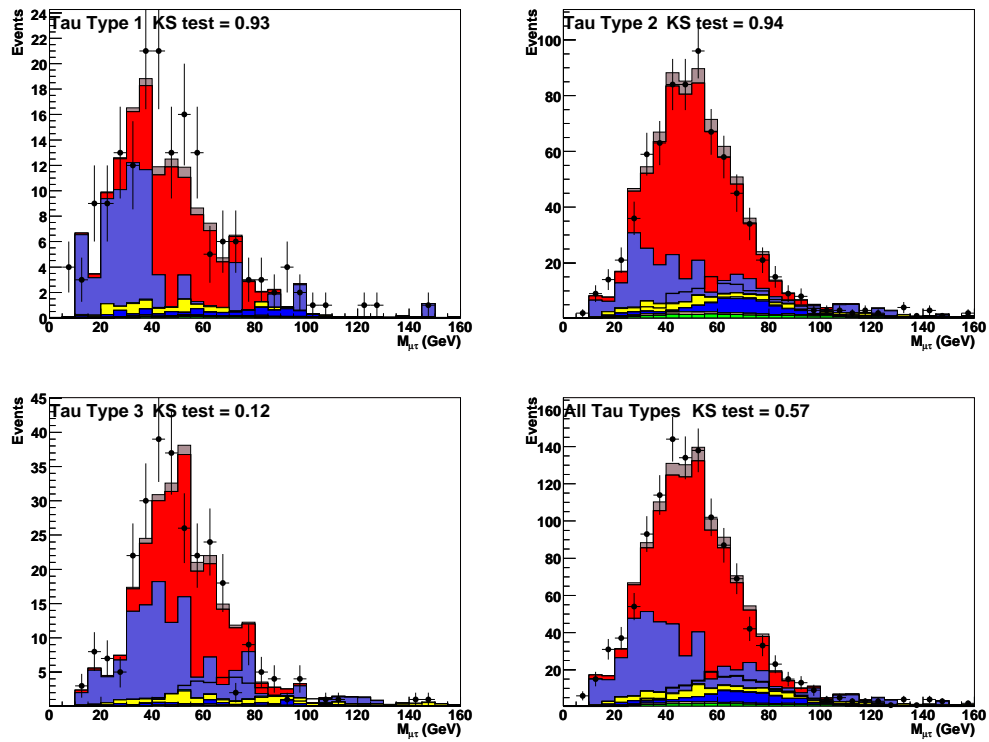 Tau Type 1 KS test = 0.93
Events
24
22
20
18
16
14
12
10
8
6
4
2
0
0 20 40 60 80 100 120 140 160
M_μτ (GeV)
Tau Type 2 KS test = 0.94
Events
100
80
60
40
20
0
0 20 40 60 80 100 120 140 160
M_μτ (GeV)
Tau Type 3 KS test = 0.12
Events
45
40
35
30
25
20
15
10
5
0 20 40 60 80 100 120 140 160
M_μτ (GeV)
All Tau Types KS test = 0.57
Events
160
140
120
100
80
60
40
20
0 20 40 60 80 100 120 140 160
M_μτ (GeV)